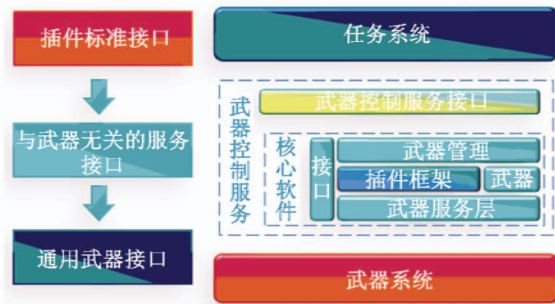 插件标准接口
与武器无关的服务
接口
通用武器接口
任务系统
武器控制服务
武器控制服务接口
核心软件
接口
武器管理
插件框架
武器
武器服务层
武器系统